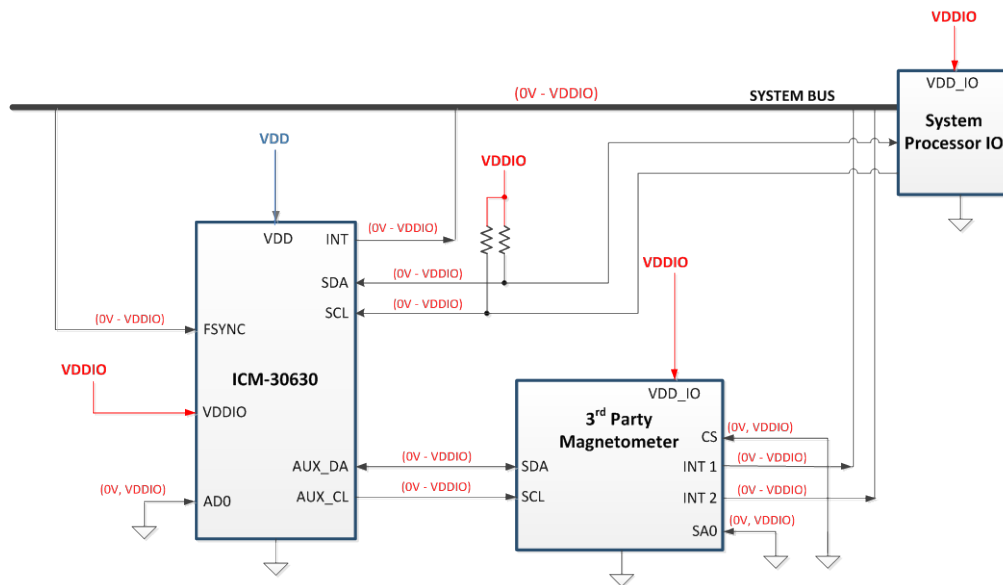 VDDIO
VDD_IO
System
Processor IO
(0V - VDDIO)
SYSTEM BUS
VDD
VDDIO
VDD
INT
(0V - VDDIO)
SDA
(0V - VDDIO)
SCL
(0V - VDDIO)
(0V - VDDIO)
FSYNC
VDDIO
ICM-30630
VDDIO
VDDIO
VDD_IO
3rd Party
Magnetometer
CS
(0V, VDDIO)
AUX_DA
(0V - VDDIO)
SDA
INT 1
(0V - VDDIO)
(0V, VDDIO)
AD0
AUX_CL
(0V - VDDIO)
SCL
INT 2
(0V - VDDIO)
SA0
(0V, VDDIO)